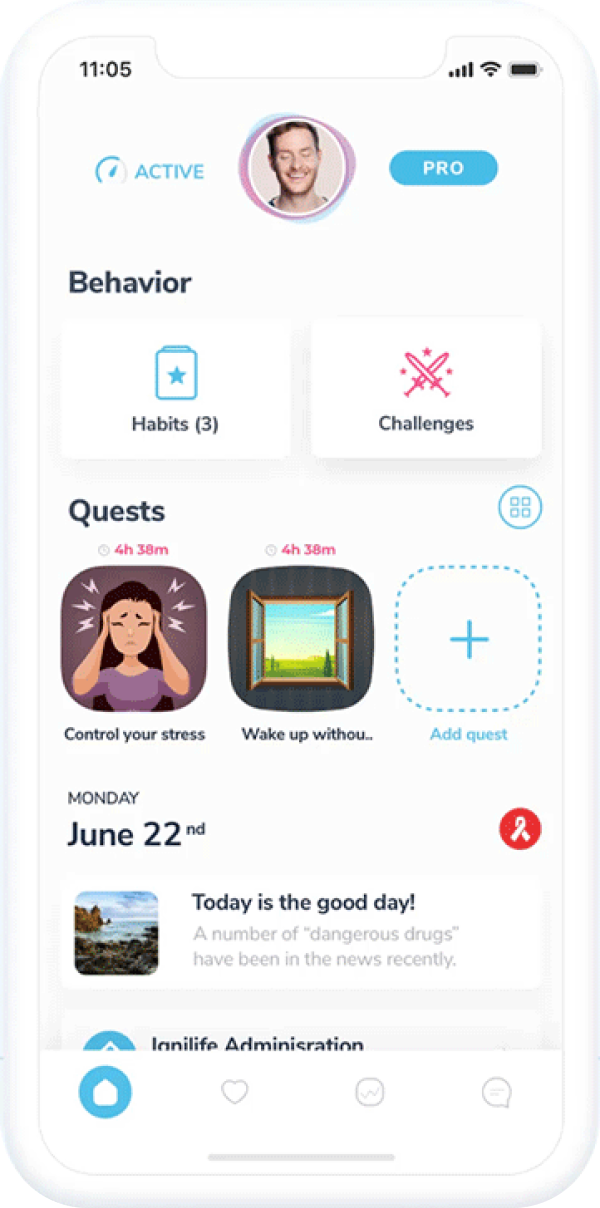 11:05
ACTIVE
PRO
Behavior
Habits (3)
Challenges
Quests
4h 38m
4h 38m
Control your stress
Wake up withou..
Add quest
MONDAY
June 22nd
Today is the good day!
A number of “dangerous drugs”
have been in the news recently.
Ignilife Adminisration